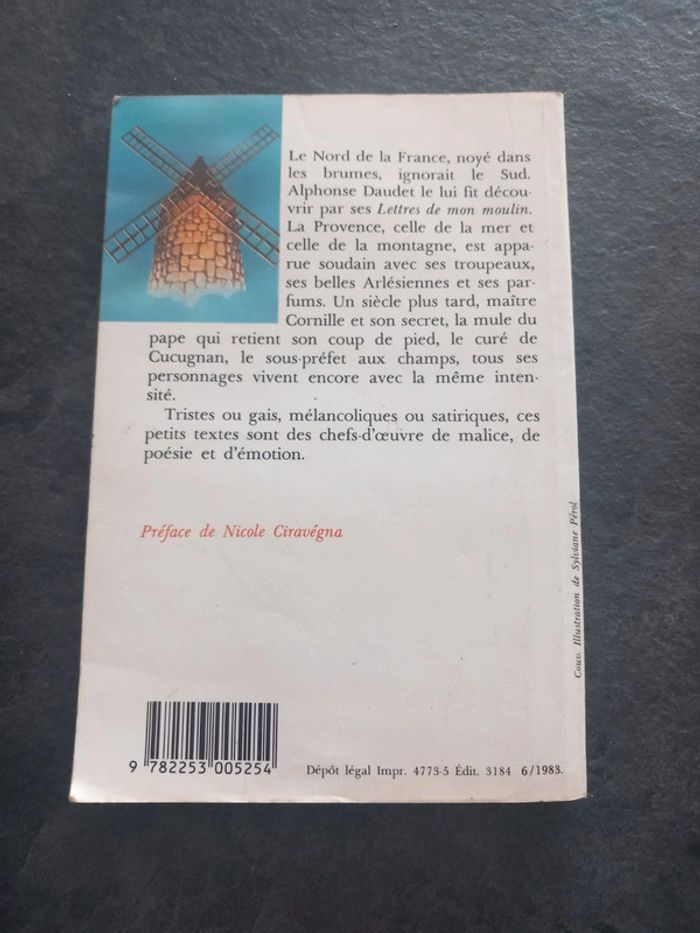 Le Nord de la France, noyé dans
les brumes, ignorait le Sud.
Alphonse Daudet le lui fit décou-
vrir par ses Lettres de mon moulin.
La Provence, celle de la mer et
celle de la montagne, est appa-
rue soudain avec ses troupeaux,
ses belles Arlésiennes et ses par-
fums. Un siècle plus tard, maître
Cornille et son secret, la mule du
pape qui retient son coup de pied, le curé de
Cucugnan, le sous-préfet aux champs, tous ses
personnages vivent encore avec la même inten-
sité.
Tristes ou gais, mélancoliques ou satiriques, ces
petits textes sont des chefs-d'œuvre de malice, de
poésie et d'émotion.
Préface de Nicole Ciravégna
Couv. Illustration de Sylviane Pérol
9 782253 005254
Dépôt légal Impr. 4773-5 Édit. 3184 6/1983.